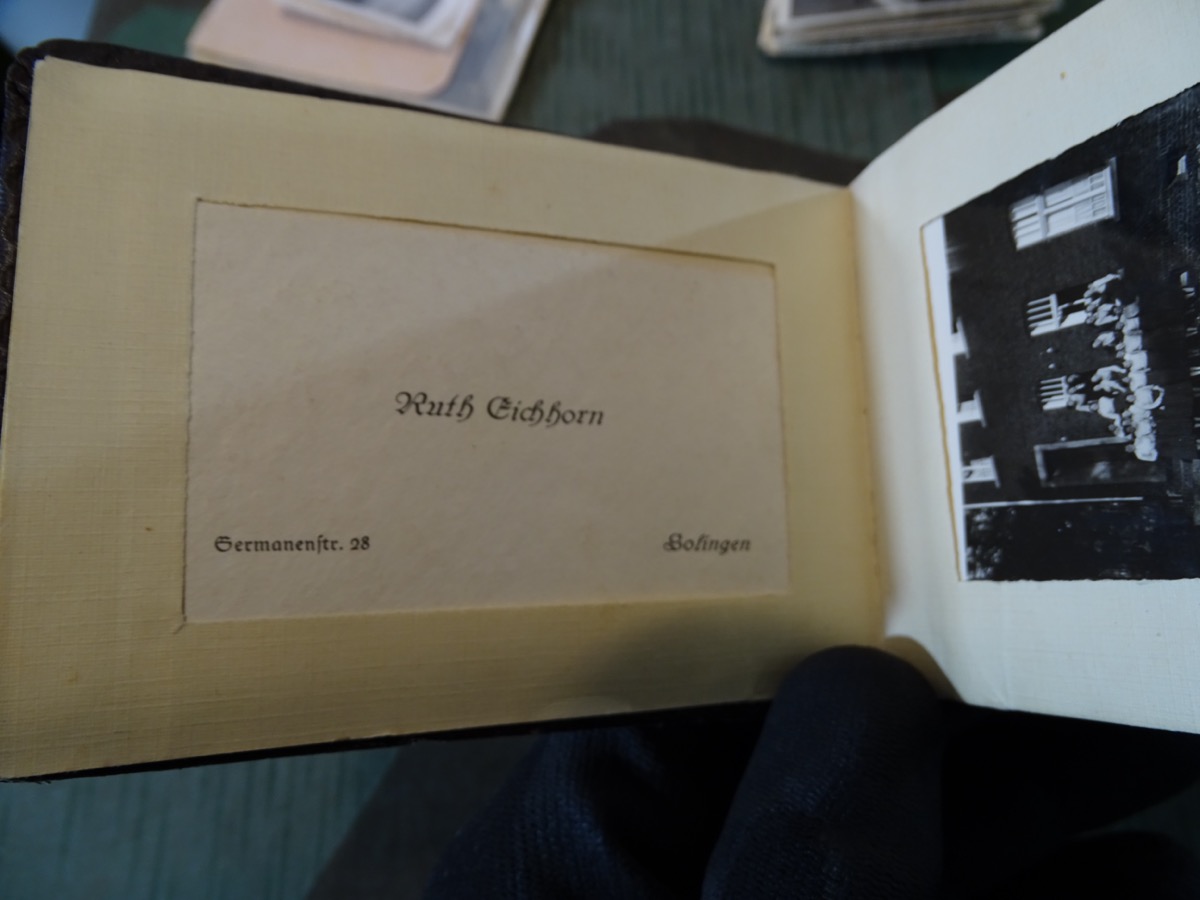 Ruth Eichhorn
Germanenſtr. 28
Solingen